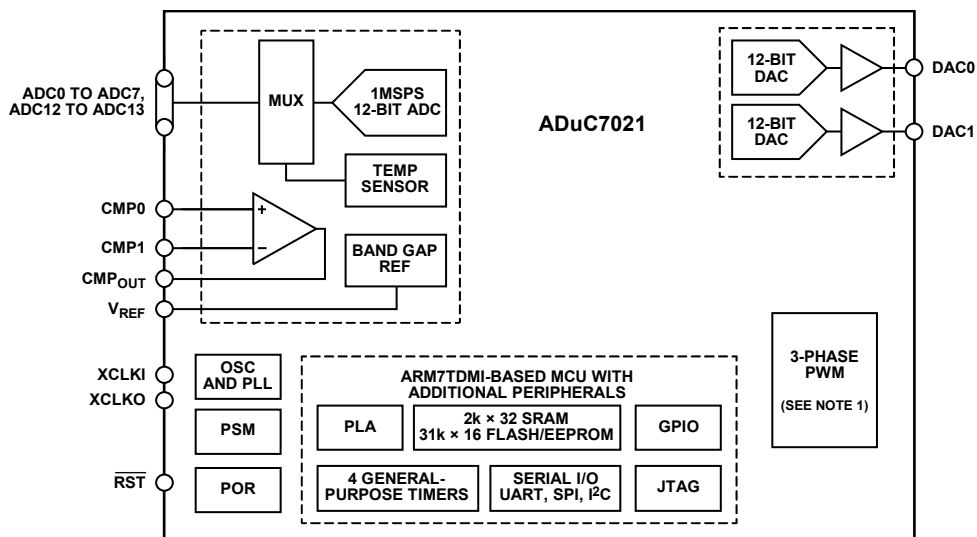 ADC0 TO ADC7,
ADC12 TO ADC13
MUX
1MSPS
12-BIT ADC
TEMP
SENSOR
CMP0
+
CMP1
−
CMPOUT
BAND GAP
REF
VREF
ADuC7021
12-BIT
DAC
DAC0
12-BIT
DAC
DAC1
XCLKI
XCLKO
OSC
AND PLL
PSM
RST
POR
ARM7TDMI-BASED MCU WITH
ADDITIONAL PERIPHERALS
PLA
2k × 32 SRAM
31k × 16 FLASH/EEPROM
GPIO
4 GENERAL-
PURPOSE TIMERS
SERIAL I/O
UART, SPI, I²C
JTAG
3-PHASE
PWM
(SEE NOTE 1)